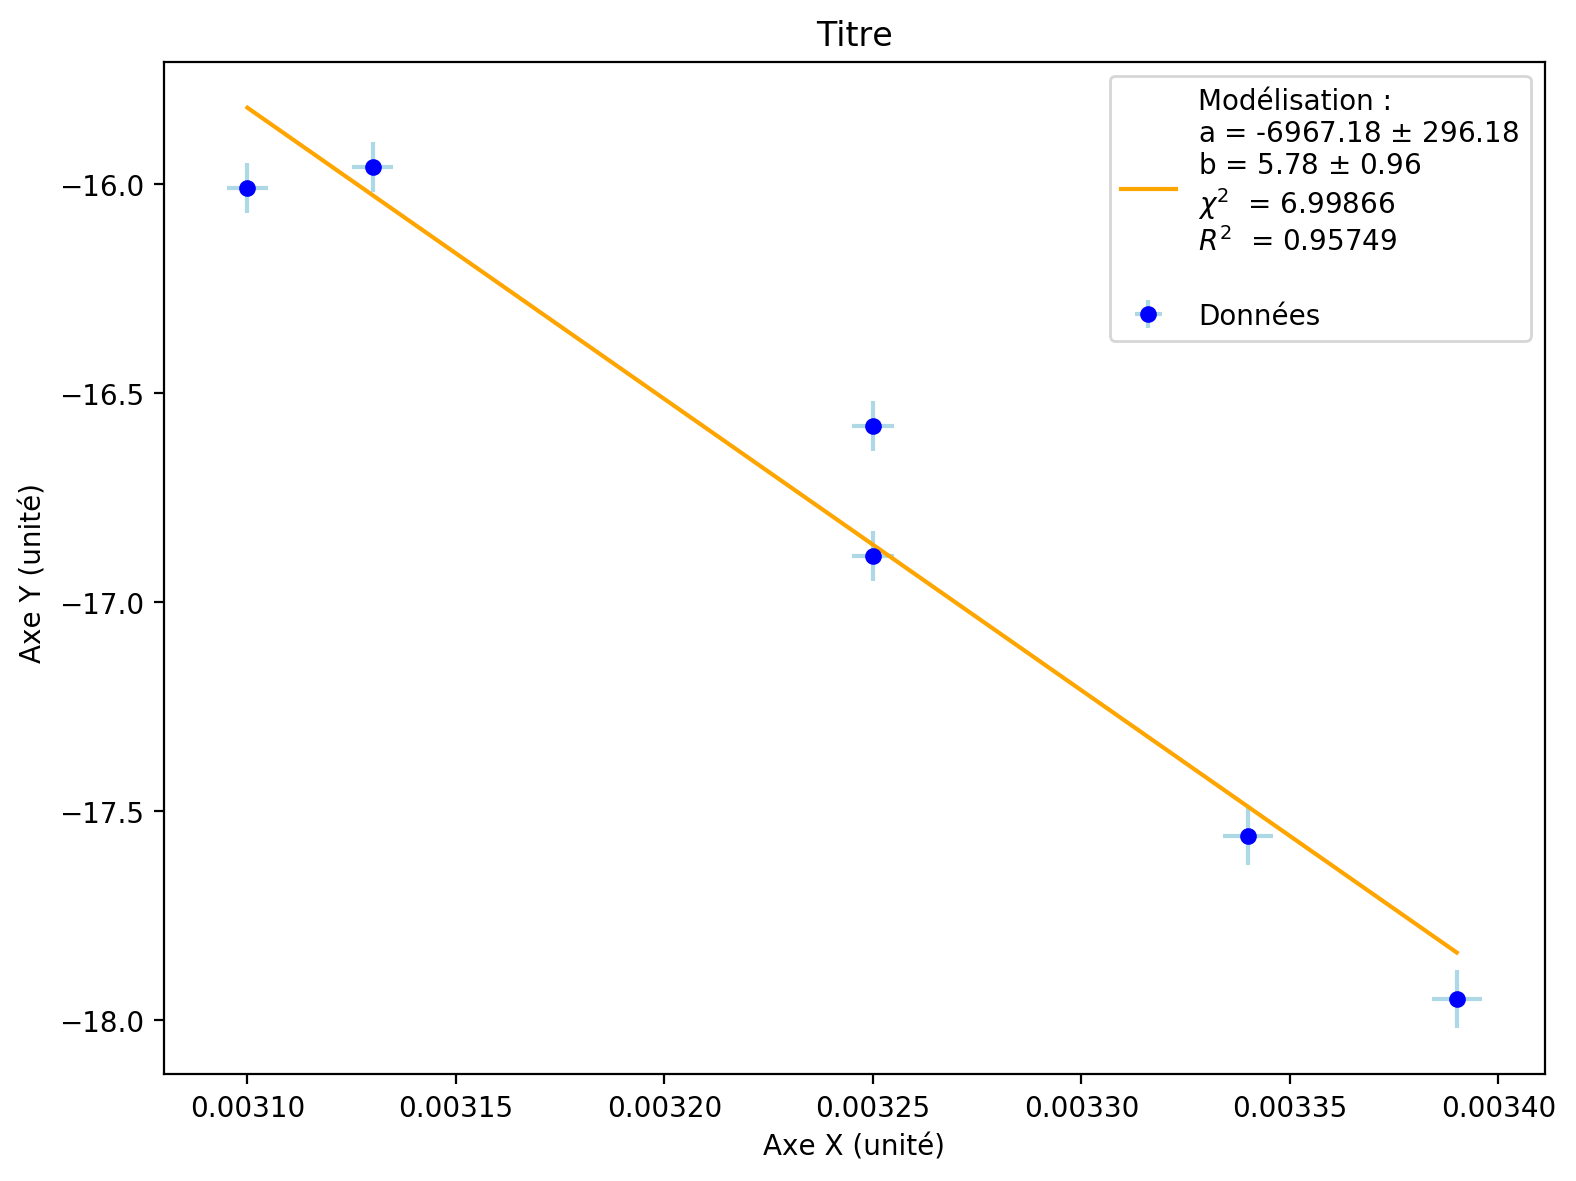 Titre
Modélisation :
a = -6967.18 ± 296.18
b = 5.78 ± 0.96
χ² = 6.99866
R² = 0.95749
Données
−16.0
−16.5
−17.0
−17.5
−18.0
Axe Y (unité)
0.00310 0.00315 0.00320 0.00325 0.00330 0.00335 0.00340
Axe X (unité)